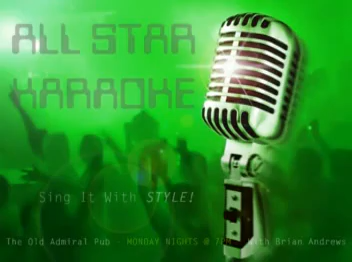 ALL STAR
KARAOKE
Sing It With STYLE!
The Old Admiral Pub - MONDAY NIGHTS @ 7PM - With Brian Andrews